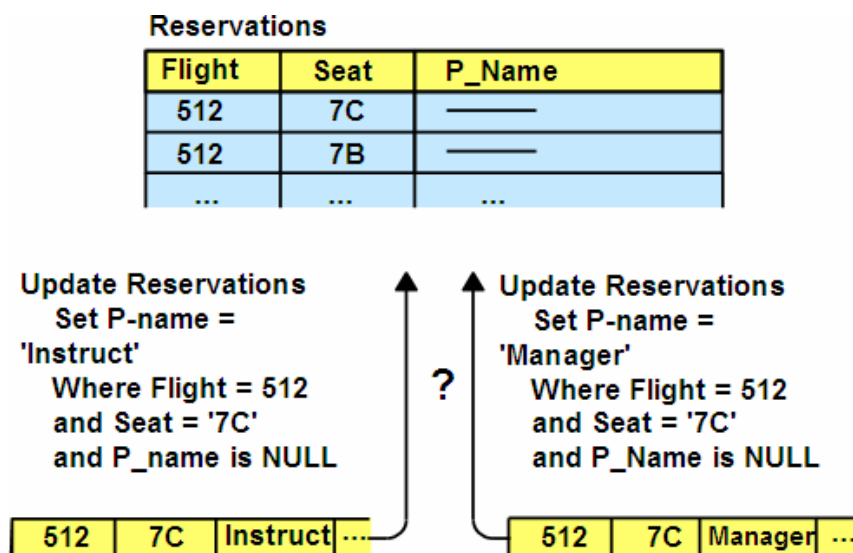 Reservations
Flight Seat P_Name
512 7C
512 7B
... ... ...
Update Reservations
Set P-name =
'Instruct'
Where Flight = 512
and Seat = '7C'
and P_name is NULL
?
Update Reservations
Set P-name =
'Manager'
Where Flight = 512
and Seat = '7C'
and P_Name is NULL
512 7C Instruct ...
512 7C Manager ...